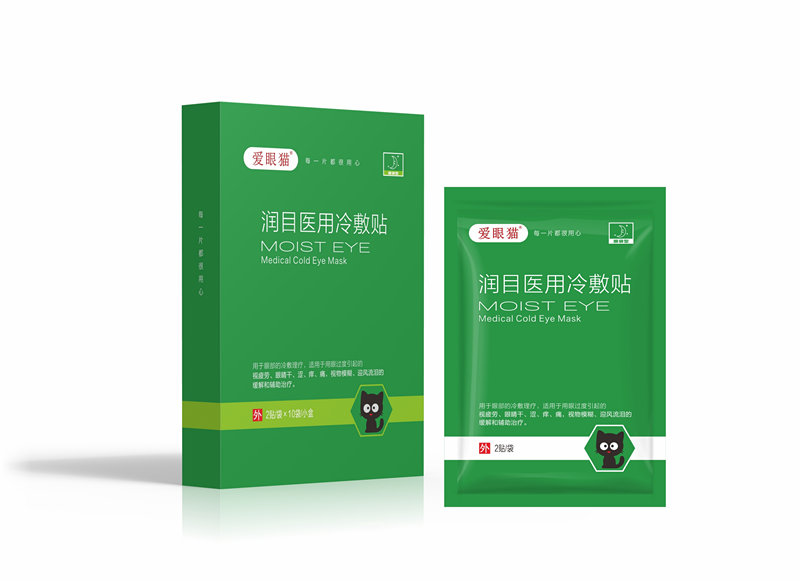 每一片都很用心
爱眼猫®
每一片都很用心
润目医用冷敷贴
MOIST EYE
Medical Cold Eye Mask
用于眼部的冷敷理疗，适用于用眼过度引起的
视疲劳、眼睛干、涩、痒、痛，视物模糊、迎风流泪的
缓解和辅助治疗。
外 2贴/袋×10袋/小盒
爱眼猫®
每一片都很用心
润目医用冷敷贴
MOIST EYE
Medical Cold Eye Mask
用于眼部的冷敷理疗，适用于用眼过度引起的
视疲劳、眼睛干、涩、痒、痛，视物模糊、迎风流泪的
缓解和辅助治疗。
外 2贴/袋